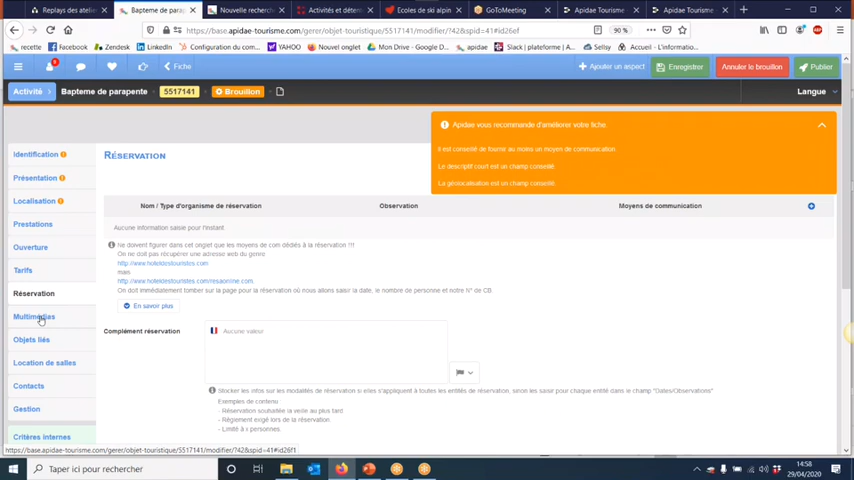 Replays des atelie
Bapteme de parap
Nouvelle recherch
Activités et détent
Ecoles de ski alpin
GoToMeeting
Apidae Tourisme
Apidae Tourisme
https://base.apidae-tourisme.com/gerer/objet-touristique/5517141/modifier/?42&spid=41#id26ef
90 %
recette
Facebook
Zendesk
LinkedIn
Configuration du com...
YAHOO
Nouvel onglet
Mon Drive - Google D...
apidae
Slack | plateforme | A...
Sellsy
Accueil - L'informatio...
Fiche
Ajouter un aspect
Enregistrer
Annuler le brouillon
Publier
Activité
Bapteme de parapente
5517141
Brouillon
Langue
Apidae vous recommande d'améliorer votre fiche.
Il est conseillé de fournir au moins un moyen de communication
Le descriptif court est un champ conseillé.
La géolocalisation est un champ conseillé.
Identification
Présentation
Localisation
Prestations
Ouverture
Tarifs
Réservation
Multimédias
Objets liés
Location de salles
Contacts
Gestion
Critères internes
RÉSERVATION
Nom / Type d'organisme de réservation
Observation
Moyens de communication
Aucune information saisie pour l'instant.
Ne doivent figurer dans cet onglet que les moyens de com dédiés à la réservation !!!
On ne doit pas récupérer une adresse web du genre
http://www.hoteldestouristes.com
mais
http://www.hoteldestouristes.com/resaonline.com.
On doit immédiatement tomber sur la page pour la réservation où nous allons saisir la date, le nombre de personne et notre N° de CB.
En savoir plus
Complément réservation
Aucune valeur
Stocker les infos sur les modalités de réservation si elles s'appliquent à toutes les entités de réservation, sinon les saisir pour chaque entité dans le champ "Dates/Observations"
Exemples de contenu :
- Réservation souhaitée la veille au plus tard.
- Règlement exigé lors de la réservation.
- Limité à x personnes.
https://base.apidae-tourisme.com/gerer/objet-touristique/5517141/modifier/?42&spid=41#id26f1
Taper ici pour rechercher
14:58
29/04/2020